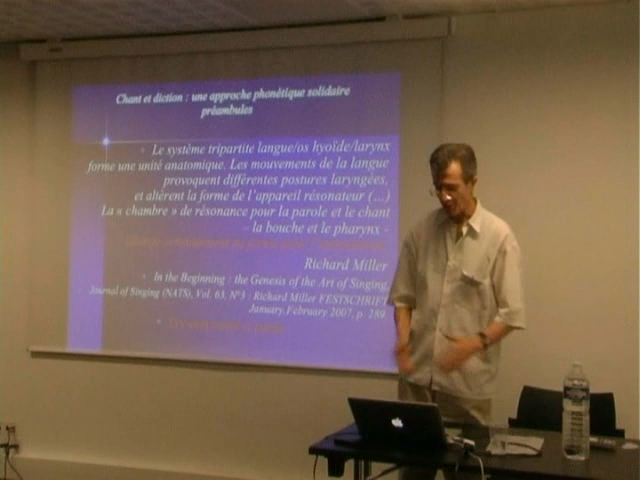 Chant et diction : une approche phonétique solidaire
préambules
• Le système tripartite langue/os hyoïde/larynx
forme une unité anatomique. Les mouvements de la langue
provoquent différentes postures laryngées,
et altèrent la forme de l'appareil résonateur (...)
La « chambre » de résonance pour la parole et le chant
- la bouche et le pharynx -
Richard Miller
• In the Beginning : the Genesis of the Art of Singing,
Journal of Singing (NATS), Vol. 63, N°3 : Richard Miller FESTSCHRIFT
January.February 2007, p. 289.